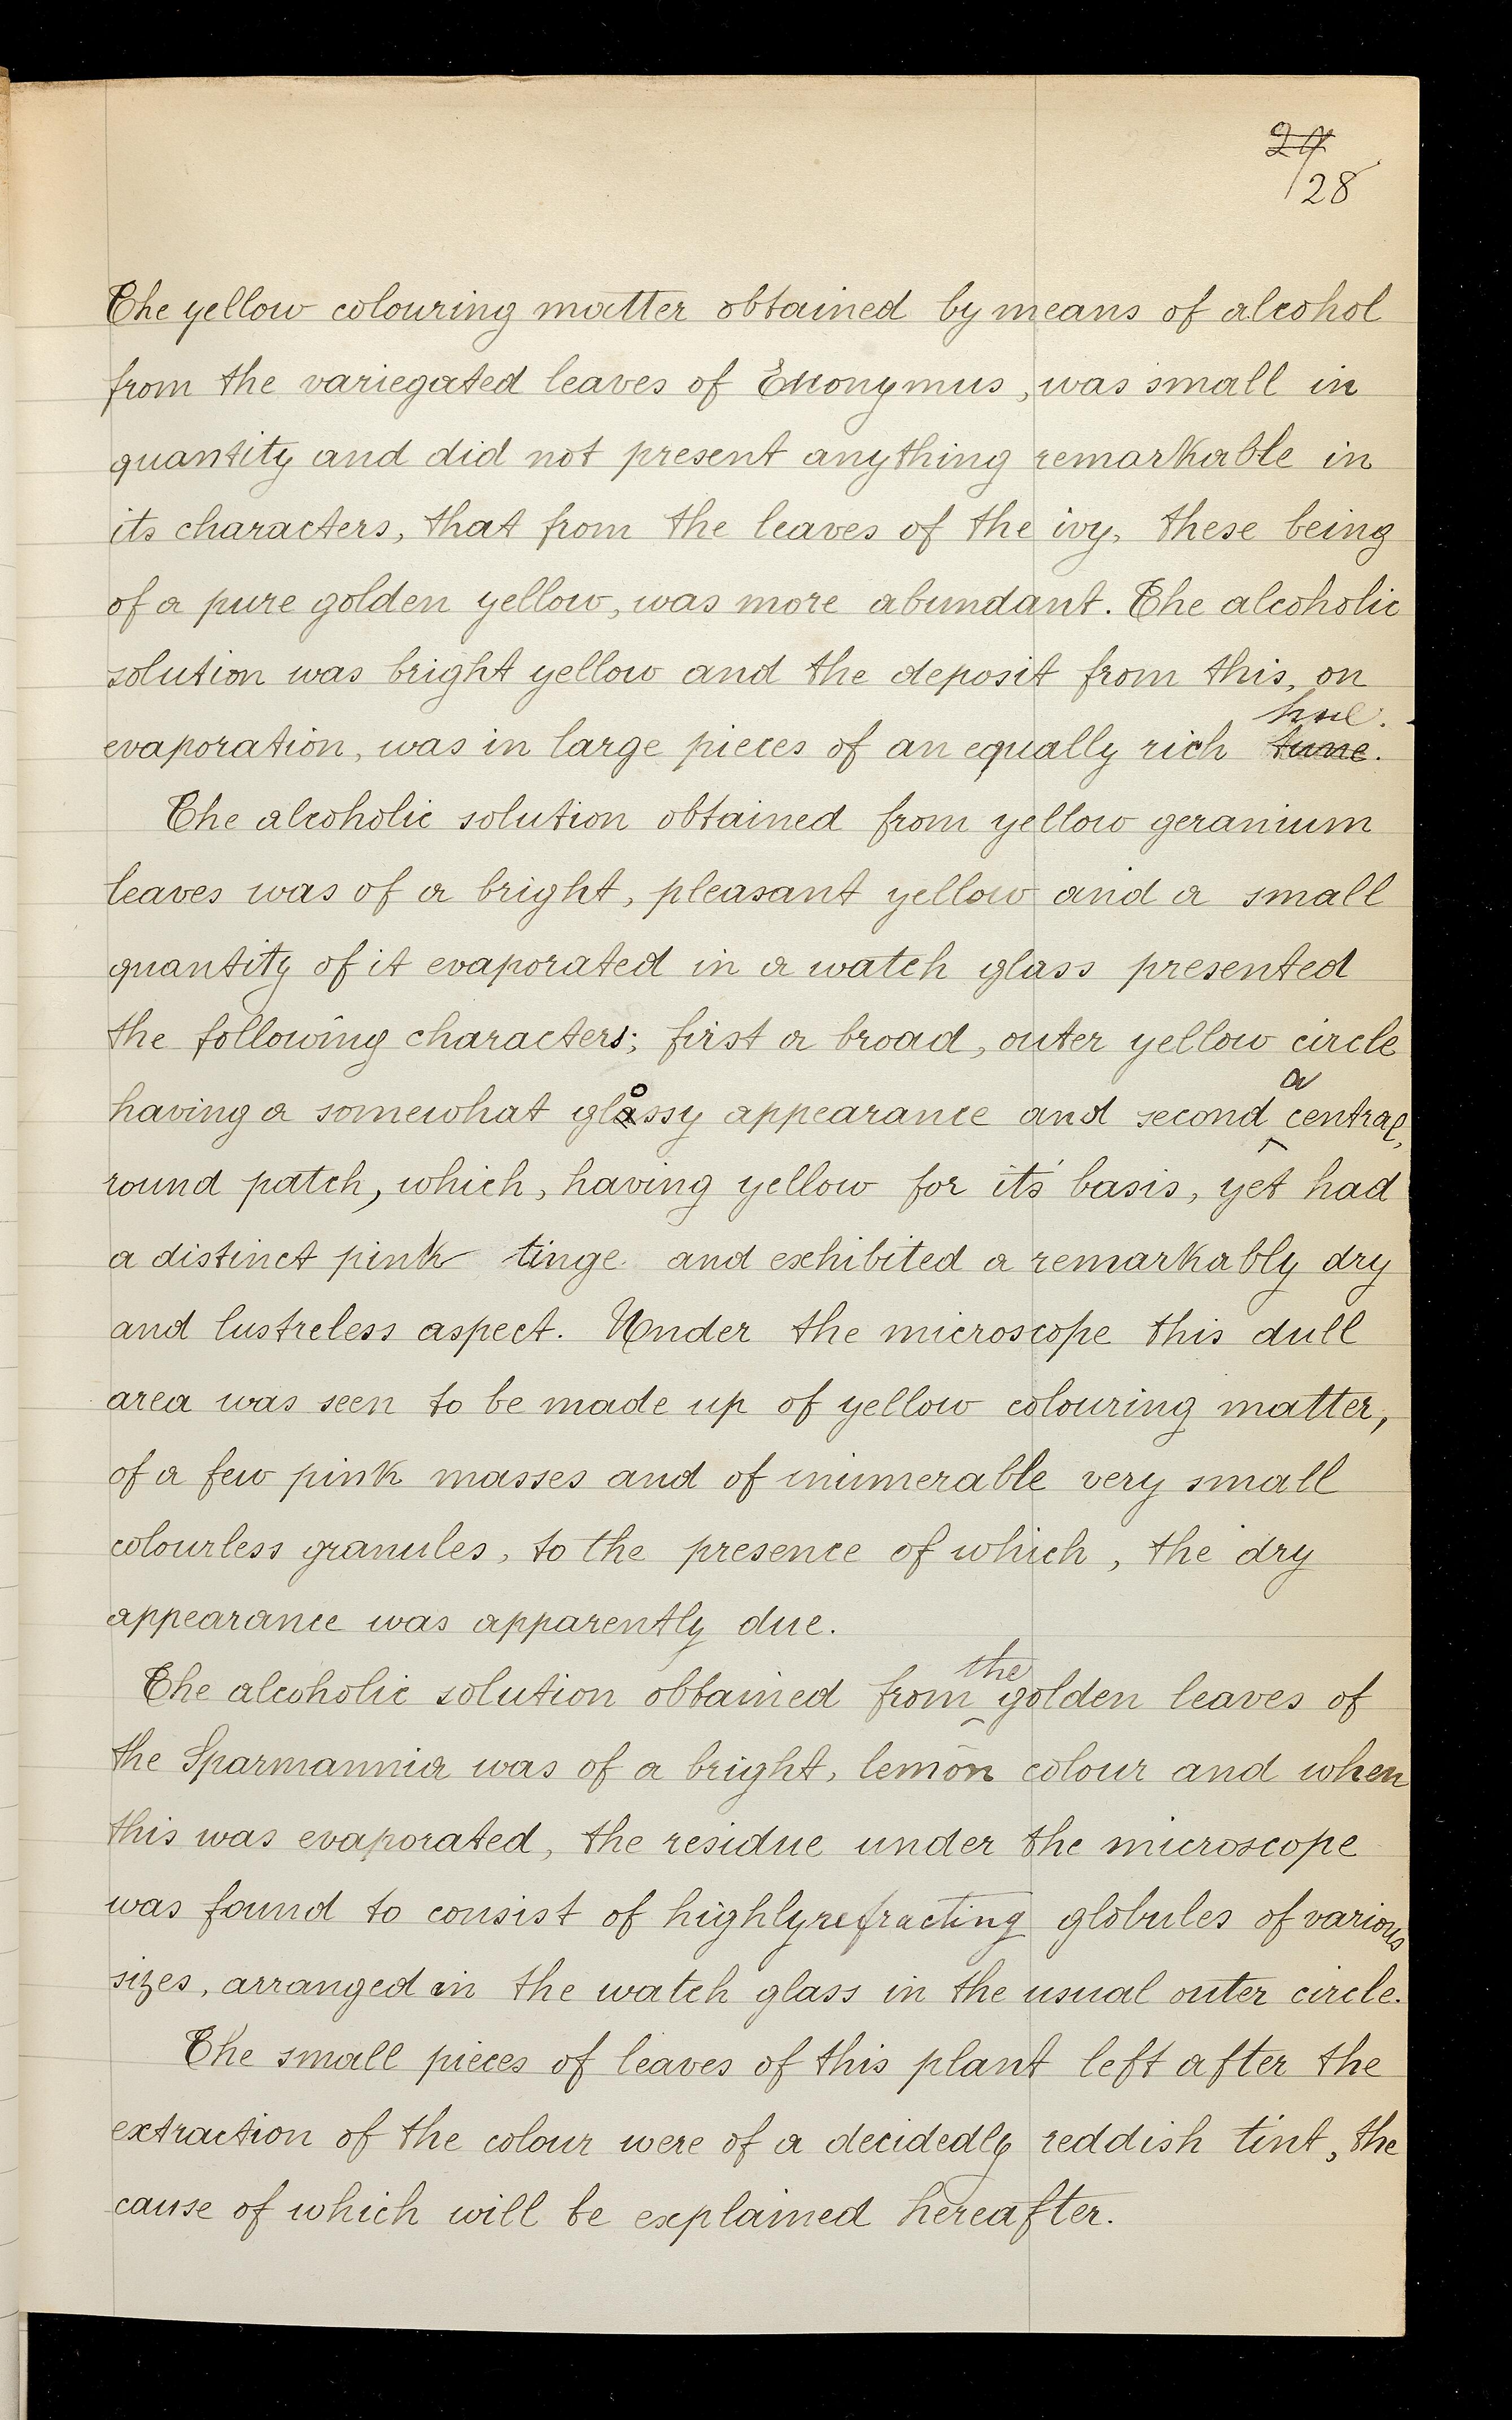 27
28
The yellow colouring matter obtained by means of alcohol
from the variegated leaves of Euonymus, was small in
quantity and did not present anything remarkable in
its characters, that from the leaves of the ivy, these being
of a pure golden yellow, was more abundant. The alcoholic
solution was bright yellow and the deposit from this, on
hue.
evaporation, was in large pieces of an equally rich tune.
The alcoholic solution obtained from yellow geranium
leaves was of a bright, pleasant yellow and a small
quantity of it evaporated in a watch glass presented
the following characters; first a broad, outer yellow circle
a
having a somewhat glossy appearance and second ‸ central,
round patch, which, having yellow for its' basis, yet had
a distinct pink tinge and exhibited a remarkably dry
and lustreless aspect. Under the microscope this dull
area was seen to be made up of yellow colouring matter,
of a few pink masses and of inumerable very small
colourless granules, to the presence of which, the dry
appearance was apparently due.
the
The alcoholic solution obtained from ‸ golden leaves of
the Sparmannia was of a bright, lemon colour and when
this was evaporated, the residue under the microscope
was found to consist of highly refracting globules of various
sizes, arranged in the watch glass in the usual outer circle.
The small pieces of leaves of this plant left after the
extraction of the colour were of a decidedly reddish tint, the
cause of which will be explained hereafter.